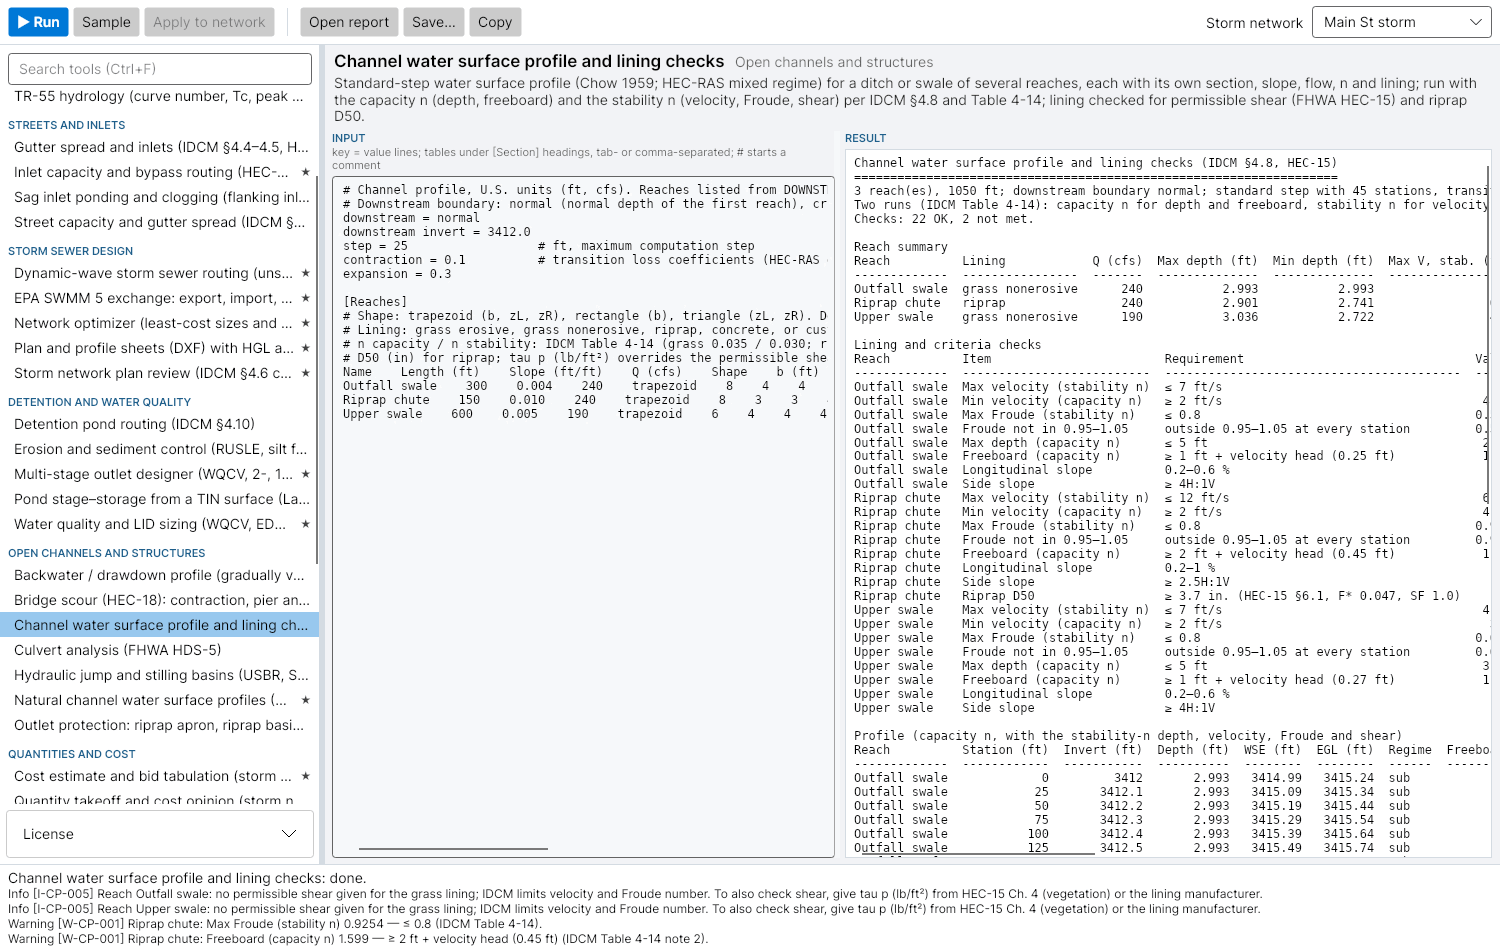 Run
Sample
Apply to network
Open report
Save...
Copy
Storm network
Main St storm
Search tools (Ctrl+F)
TR-55 hydrology (curve number, Tc, peak ...
STREETS AND INLETS
Gutter spread and inlets (IDCM §4.4–4.5, H...
Inlet capacity and bypass routing (HEC-... ★
Sag inlet ponding and clogging (flanking inl...
Street capacity and gutter spread (IDCM §...
STORM SEWER DESIGN
Dynamic-wave storm sewer routing (uns... ★
EPA SWMM 5 exchange: export, import, ... ★
Network optimizer (least-cost sizes and ... ★
Plan and profile sheets (DXF) with HGL a... ★
Storm network plan review (IDCM §4.6 c... ★
DETENTION AND WATER QUALITY
Detention pond routing (IDCM §4.10)
Erosion and sediment control (RUSLE, silt f...
Multi-stage outlet designer (WQCV, 2-, 1... ★
Pond stage–storage from a TIN surface (La...
Water quality and LID sizing (WQCV, ED... ★
OPEN CHANNELS AND STRUCTURES
Backwater / drawdown profile (gradually v...
Bridge scour (HEC-18): contraction, pier an...
Channel water surface profile and lining ch...
Culvert analysis (FHWA HDS-5)
Hydraulic jump and stilling basins (USBR, S...
Natural channel water surface profiles (... ★
Outlet protection: riprap apron, riprap basi...
QUANTITIES AND COST
Cost estimate and bid tabulation (storm ... ★
Quantity takeoff and cost opinion (storm n
License
Channel water surface profile and lining checks Open channels and structures
Standard-step water surface profile (Chow 1959; HEC-RAS mixed regime) for a ditch or swale of several reaches, each with its own section, slope, flow, n and lining; run with
the capacity n (depth, freeboard) and the stability n (velocity, Froude, shear) per IDCM §4.8 and Table 4-14; lining checked for permissible shear (FHWA HEC-15) and riprap
D50.
INPUT
key = value lines; tables under [Section] headings, tab- or comma-separated; # starts a
comment
# Channel profile, U.S. units (ft, cfs). Reaches listed from DOWNST
# Downstream boundary: normal (normal depth of the first reach), cr
downstream = normal
downstream invert = 3412.0
step = 25 # ft, maximum computation step
contraction = 0.1 # transition loss coefficients (HEC-RAS
expansion = 0.3
[Reaches]
# Shape: trapezoid (b, zL, zR), rectangle (b), triangle (zL, zR). D
# Lining: grass erosive, grass nonerosive, riprap, concrete, or cus
# n capacity / n stability: IDCM Table 4-14 (grass 0.035 / 0.030; r
# D50 (in) for riprap; tau p (lb/ft²) overrides the permissible she
Name Length (ft) Slope (ft/ft) Q (cfs) Shape b (ft)
Outfall swale 300 0.004 240 trapezoid 8 4 4
Riprap chute 150 0.010 240 trapezoid 8 3 3
Upper swale 600 0.005 190 trapezoid 6 4 4 4
RESULT
Channel water surface profile and lining checks (IDCM §4.8, HEC-15)
===================================================================
3 reach(es), 1050 ft; downstream boundary normal; standard step with 45 stations, transi
Two runs (IDCM Table 4-14): capacity n for depth and freeboard, stability n for velocity
Checks: 22 OK, 2 not met.
Reach summary
Reach Lining Q (cfs) Max depth (ft) Min depth (ft) Max V, stab. (
Outfall swale grass nonerosive 240 2.993 2.993
Riprap chute riprap 240 2.901 2.741
Upper swale grass nonerosive 190 3.036 2.722
Lining and criteria checks
Reach Item Requirement Va
Outfall swale Max velocity (stability n) ≤ 7 ft/s
Outfall swale Min velocity (capacity n) ≥ 2 ft/s 4
Outfall swale Max Froude (stability n) ≤ 0.8 0.
Outfall swale Froude not in 0.95–1.05 outside 0.95–1.05 at every station 0.
Outfall swale Max depth (capacity n) ≤ 5 ft 2
Outfall swale Freeboard (capacity n) ≥ 1 ft + velocity head (0.25 ft) 1
Outfall swale Longitudinal slope 0.2–0.6 %
Outfall swale Side slope ≥ 4H:1V
Riprap chute Max velocity (stability n) ≤ 12 ft/s 6
Riprap chute Min velocity (capacity n) ≥ 2 ft/s 4
Riprap chute Max Froude (stability n) ≤ 0.8 0.
Riprap chute Froude not in 0.95–1.05 outside 0.95–1.05 at every station 0.
Riprap chute Freeboard (capacity n) ≥ 2 ft + velocity head (0.45 ft) 1
Riprap chute Longitudinal slope 0.2–1 %
Riprap chute Side slope ≥ 2.5H:1V
Riprap chute Riprap D50 ≥ 3.7 in. (HEC-15 §6.1, F* 0.047, SF 1.0)
Upper swale Max velocity (stability n) ≤ 7 ft/s 4
Upper swale Min velocity (capacity n) ≥ 2 ft/s
Upper swale Max Froude (stability n) ≤ 0.8 0.
Upper swale Froude not in 0.95–1.05 outside 0.95–1.05 at every station 0.
Upper swale Max depth (capacity n) ≤ 5 ft 3
Upper swale Freeboard (capacity n) ≥ 1 ft + velocity head (0.27 ft) 1
Upper swale Longitudinal slope 0.2–0.6 %
Upper swale Side slope ≥ 4H:1V
Profile (capacity n, with the stability-n depth, velocity, Froude and shear)
Reach Station (ft) Invert (ft) Depth (ft) WSE (ft) EGL (ft) Regime Freebo
Outfall swale 0 3412 2.993 3414.99 3415.24 sub
Outfall swale 25 3412.1 2.993 3415.09 3415.34 sub
Outfall swale 50 3412.2 2.993 3415.19 3415.44 sub
Outfall swale 75 3412.3 2.993 3415.29 3415.54 sub
Outfall swale 100 3412.4 2.993 3415.39 3415.64 sub
Outfall swale 125 3412.5 2.993 3415.49 3415.74 sub
Channel water surface profile and lining checks: done.
Info [I-CP-005] Reach Outfall swale: no permissible shear given for the grass lining; IDCM limits velocity and Froude number. To also check shear, give tau p (lb/ft²) from HEC-15 Ch. 4 (vegetation) or the lining manufacturer.
Info [I-CP-005] Reach Upper swale: no permissible shear given for the grass lining; IDCM limits velocity and Froude number. To also check shear, give tau p (lb/ft²) from HEC-15 Ch. 4 (vegetation) or the lining manufacturer.
Warning [W-CP-001] Riprap chute: Max Froude (stability n) 0.9254 — ≤ 0.8 (IDCM Table 4-14).
Warning [W-CP-001] Riprap chute: Freeboard (capacity n) 1.599 — ≥ 2 ft + velocity head (0.45 ft) (IDCM Table 4-14 note 2).